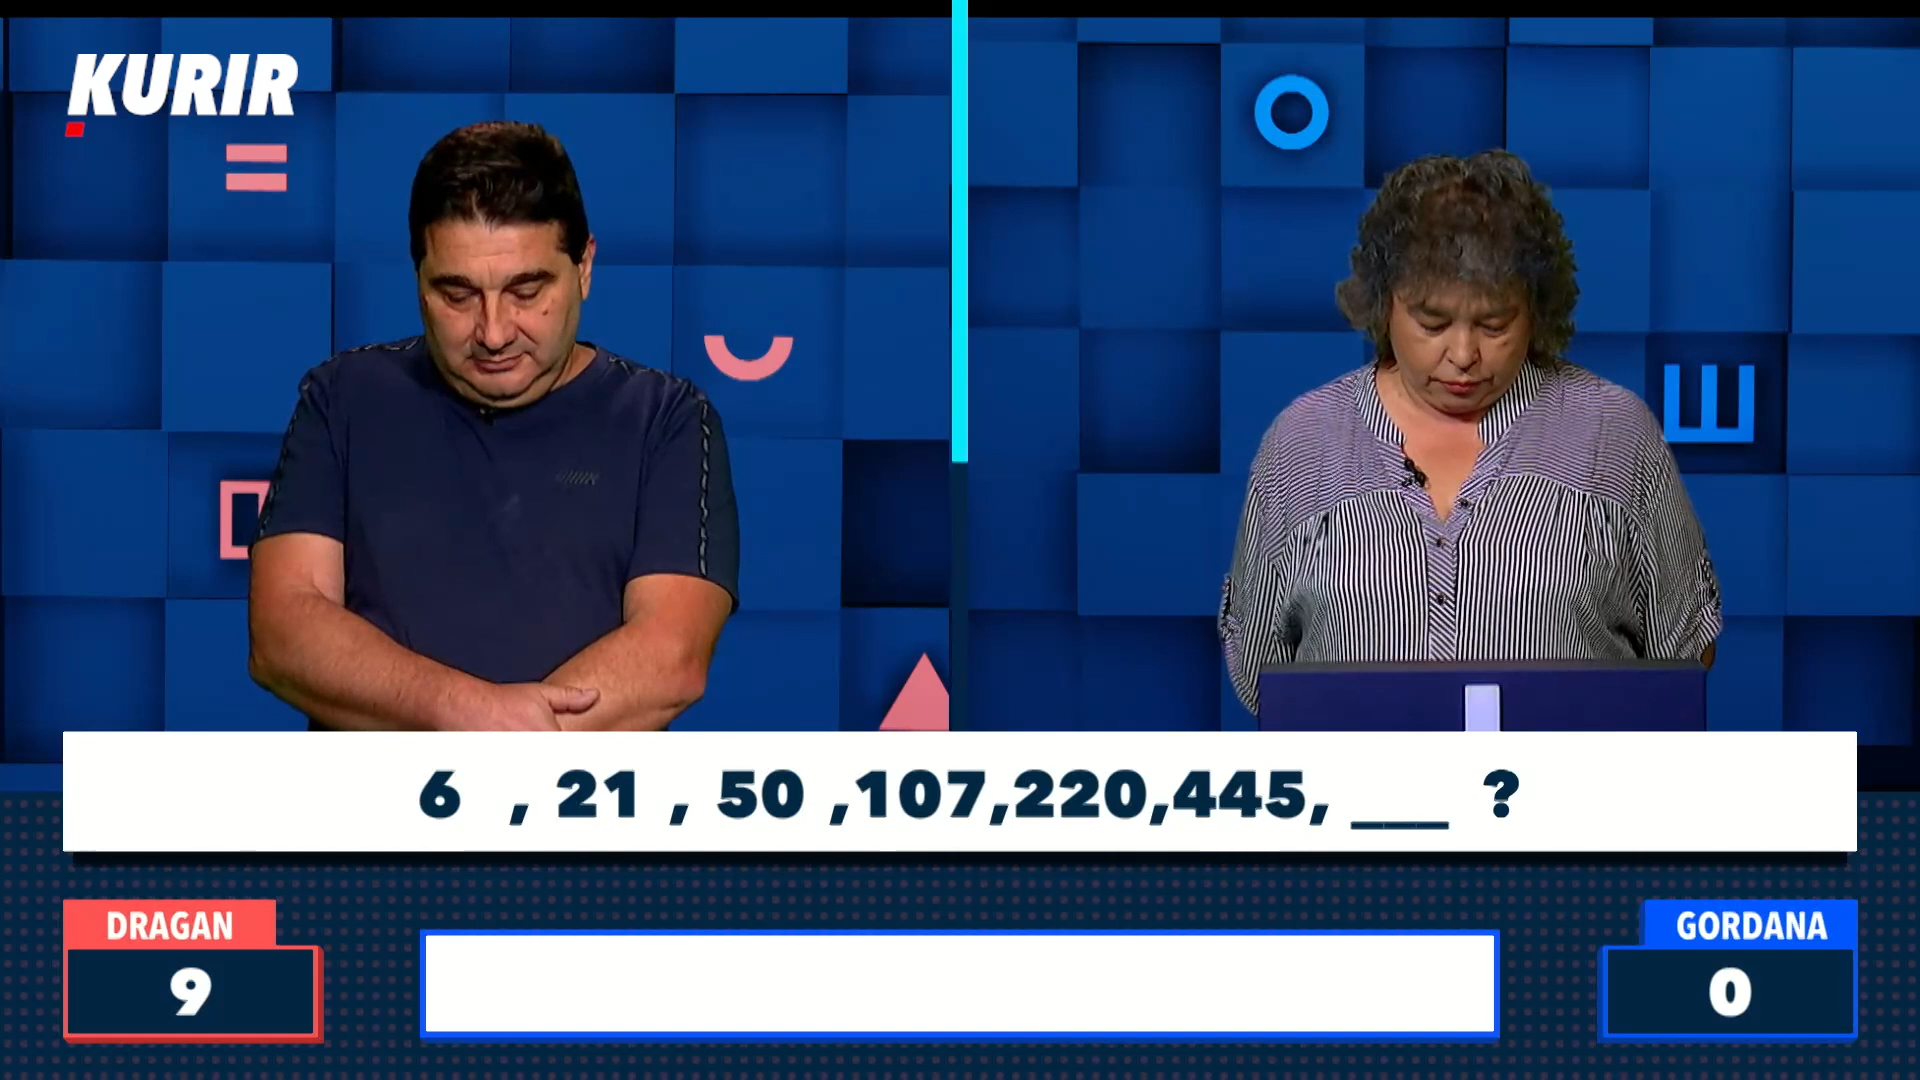 KURIR
6 , 21 , 50 ,107,220,445, ___ ?
DRAGAN
9
GORDANA
0